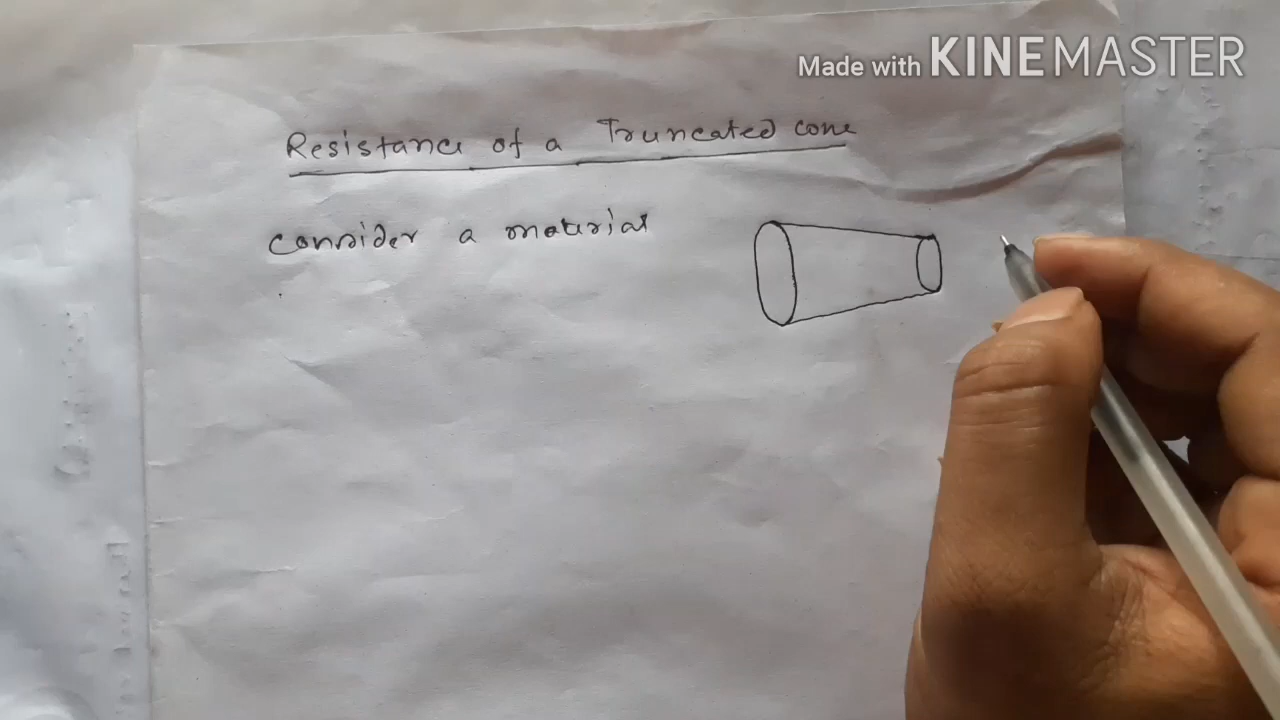 Made with KINEMASTER
Resistance of a Truncated cone
Consider a material